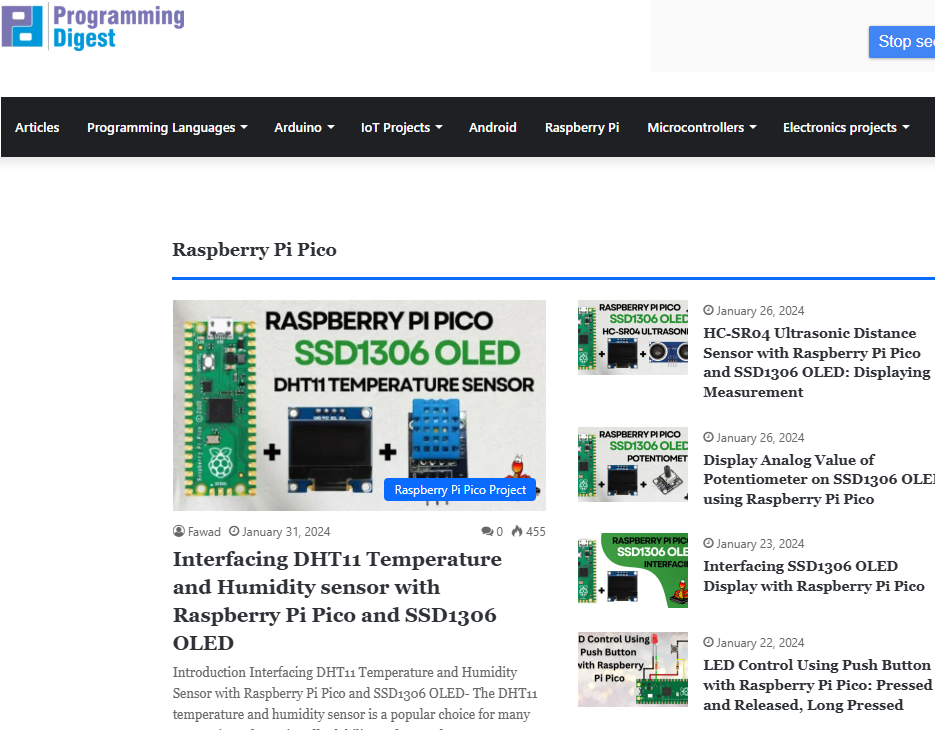 Programming
Digest
Stop se
Articles
Programming Languages
Arduino
IoT Projects
Android
Raspberry Pi
Microcontrollers
Electronics projects
Raspberry Pi Pico
RASPBERRY PI PICO
SSD1306 OLED
DHT11 TEMPERATURE SENSOR
Raspberry Pi Pico Project
Fawad January 31, 2024 0 455
Interfacing DHT11 Temperature
and Humidity sensor with
Raspberry Pi Pico and SSD1306
OLED
Introduction Interfacing DHT11 Temperature and Humidity
Sensor with Raspberry Pi Pico and SSD1306 OLED- The DHT11
temperature and humidity sensor is a popular choice for many
RASPBERRY PI PICO
SSD1306 OLED
HC-SR04 ULTRASONI
January 26, 2024
HC-SR04 Ultrasonic Distance
Sensor with Raspberry Pi Pico
and SSD1306 OLED: Displaying
Measurement
RASPBERRY PI PICO
SSD1306 OLED
POTENTIOMET
January 26, 2024
Display Analog Value of
Potentiometer on SSD1306 OLE
using Raspberry Pi Pico
RASPBERRY PI PICO
SSD1306 OLE
INTERFACIN
January 23, 2024
Interfacing SSD1306 OLED
Display with Raspberry Pi Pico
D Control Using
Push Button
with Raspberry
Pi Pico
January 22, 2024
LED Control Using Push Button
with Raspberry Pi Pico: Pressed
and Released, Long Pressed